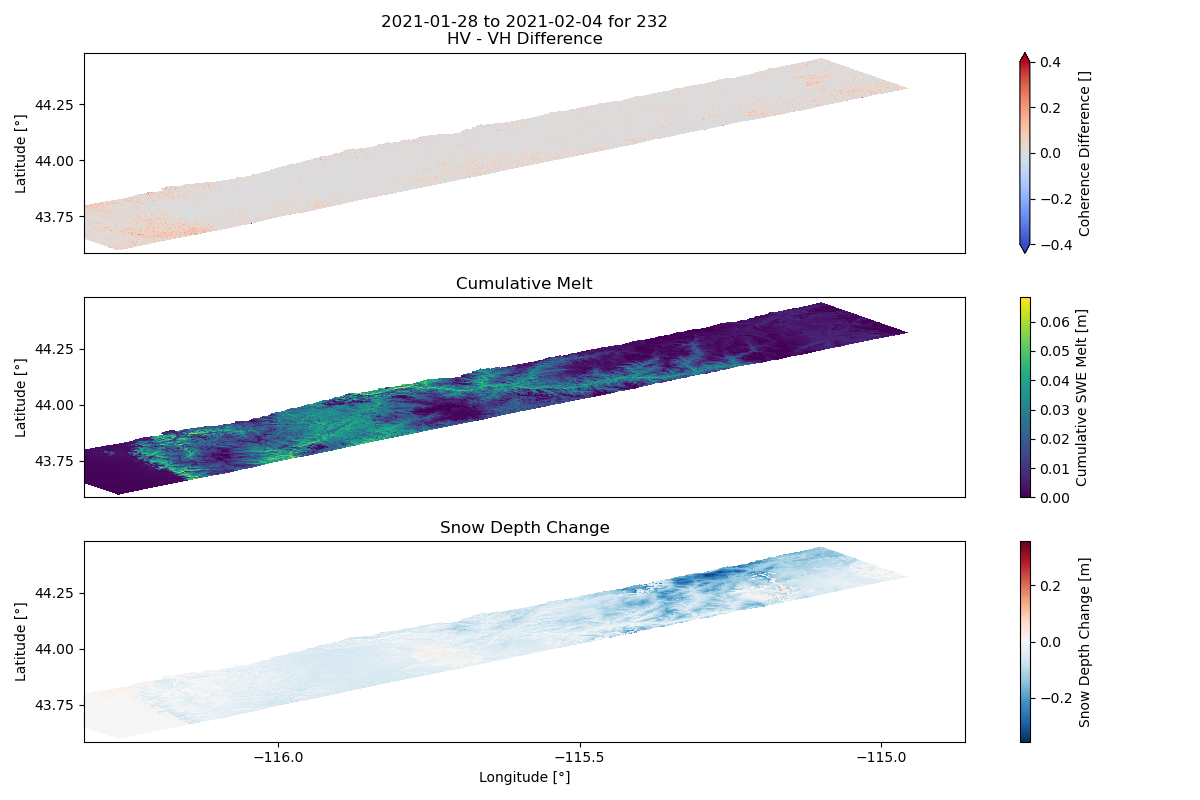 2021-01-28 to 2021-02-04 for 232
HV - VH Difference
Latitude [°]
44.25
44.00
43.75
0.4
0.2
0.0
−0.2
−0.4
Coherence Difference []
Cumulative Melt
Latitude [°]
44.25
44.00
43.75
0.06
0.05
0.04
0.03
0.02
0.01
0.00
Cumulative SWE Melt [m]
Snow Depth Change
Latitude [°]
44.25
44.00
43.75
0.2
0.0
−0.2
Snow Depth Change [m]
−116.0 −115.5 −115.0
Longitude [°]